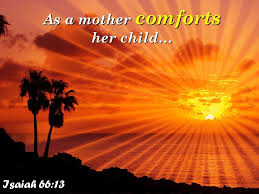 As a mother comforts
her child...
Isaiah 66:13